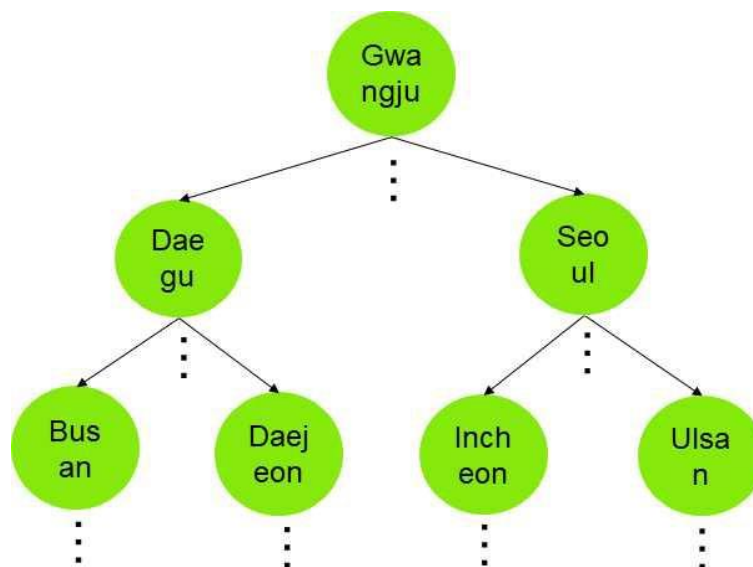 Gwa
ngju
Dae
gu
Seo
ul
Bus
an
Daej
eon
Inch
eon
Ulsa
n